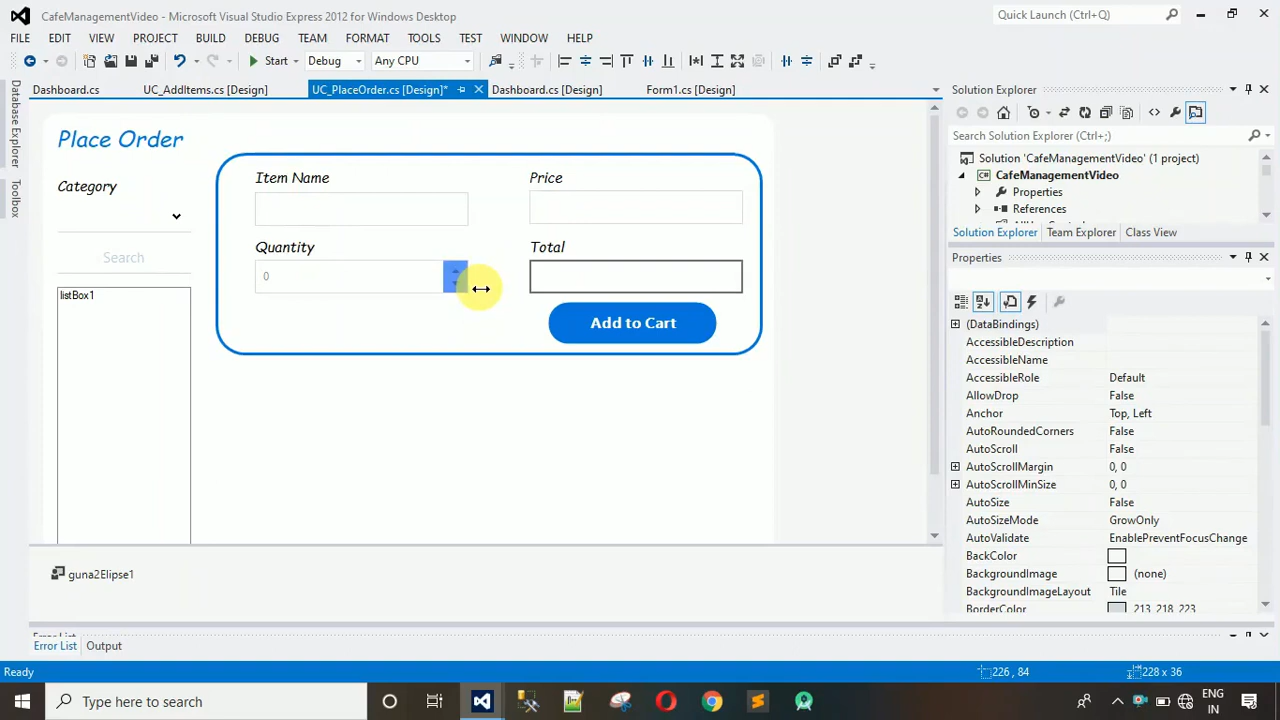 CafeManagementVideo - Microsoft Visual Studio Express 2012 for Windows Desktop
Quick Launch (Ctrl+Q)
FILE EDIT VIEW PROJECT BUILD DEBUG TEAM FORMAT TOOLS TEST WINDOW HELP
Start Debug Any CPU
Dashboard.cs UC_AddItems.cs [Design] UC_PlaceOrder.cs [Design]* Dashboard.cs [Design] Form1.cs [Design]
Database Explorer
Toolbox
Place Order
Category
Search
listBox1
Item Name
Price
Quantity
Total
0
Add to Cart
guna2Elipse1
Solution Explorer
Search Solution Explorer (Ctrl+;)
Solution 'CafeManagementVideo' (1 project)
CafeManagementVideo
Properties
References
Solution Explorer Team Explorer Class View
Properties
(DataBindings)
AccessibleDescription
AccessibleName
AccessibleRole Default
AllowDrop False
Anchor Top, Left
AutoRoundedCorners False
AutoScroll False
AutoScrollMargin 0, 0
AutoScrollMinSize 0, 0
AutoSize False
AutoSizeMode GrowOnly
AutoValidate EnablePreventFocusChange
BackColor
BackgroundImage (none)
BackgroundImageLayout Tile
BorderColor 213, 218, 223
Error List
Error List Output
Ready
226 , 84
228 x 36
Type here to search
ENG
IN